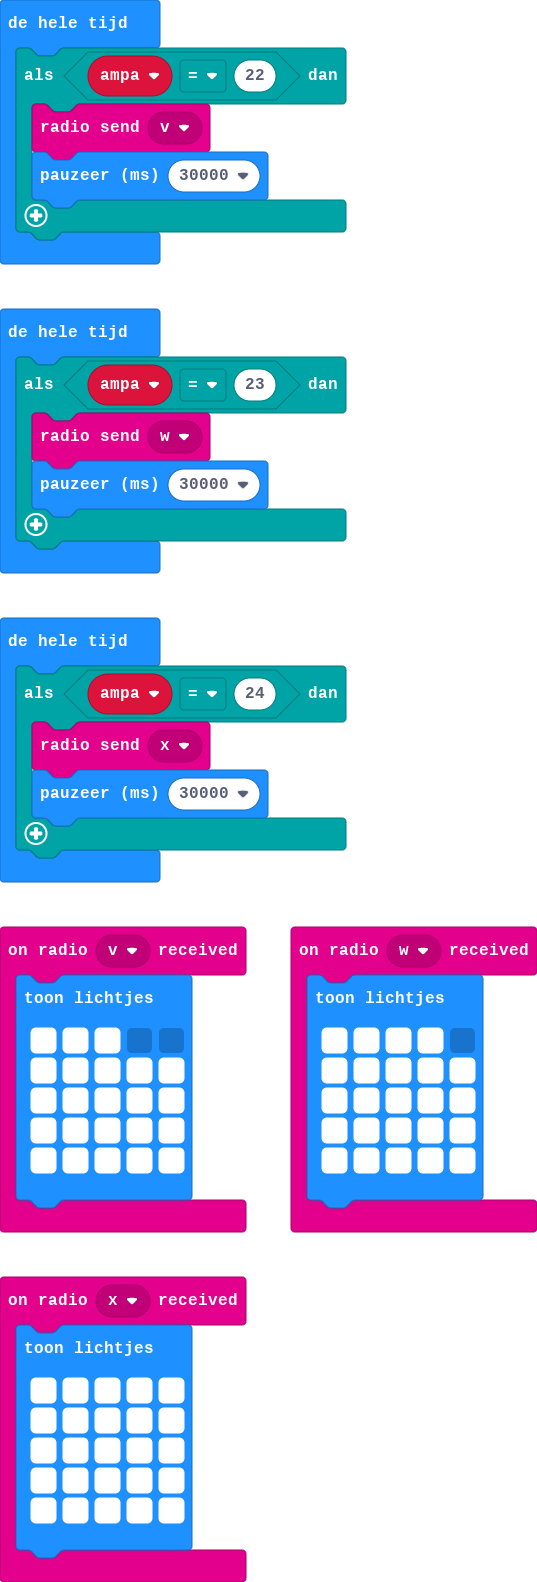 de hele tijd
als ampa = 22 dan
radio send v
pauzeer (ms) 30000
de hele tijd
als ampa = 23 dan
radio send w
pauzeer (ms) 30000
de hele tijd
als ampa = 24 dan
radio send x
pauzeer (ms) 30000
on radio v received
toon lichtjes
on radio w received
toon lichtjes
on radio x received
toon lichtjes